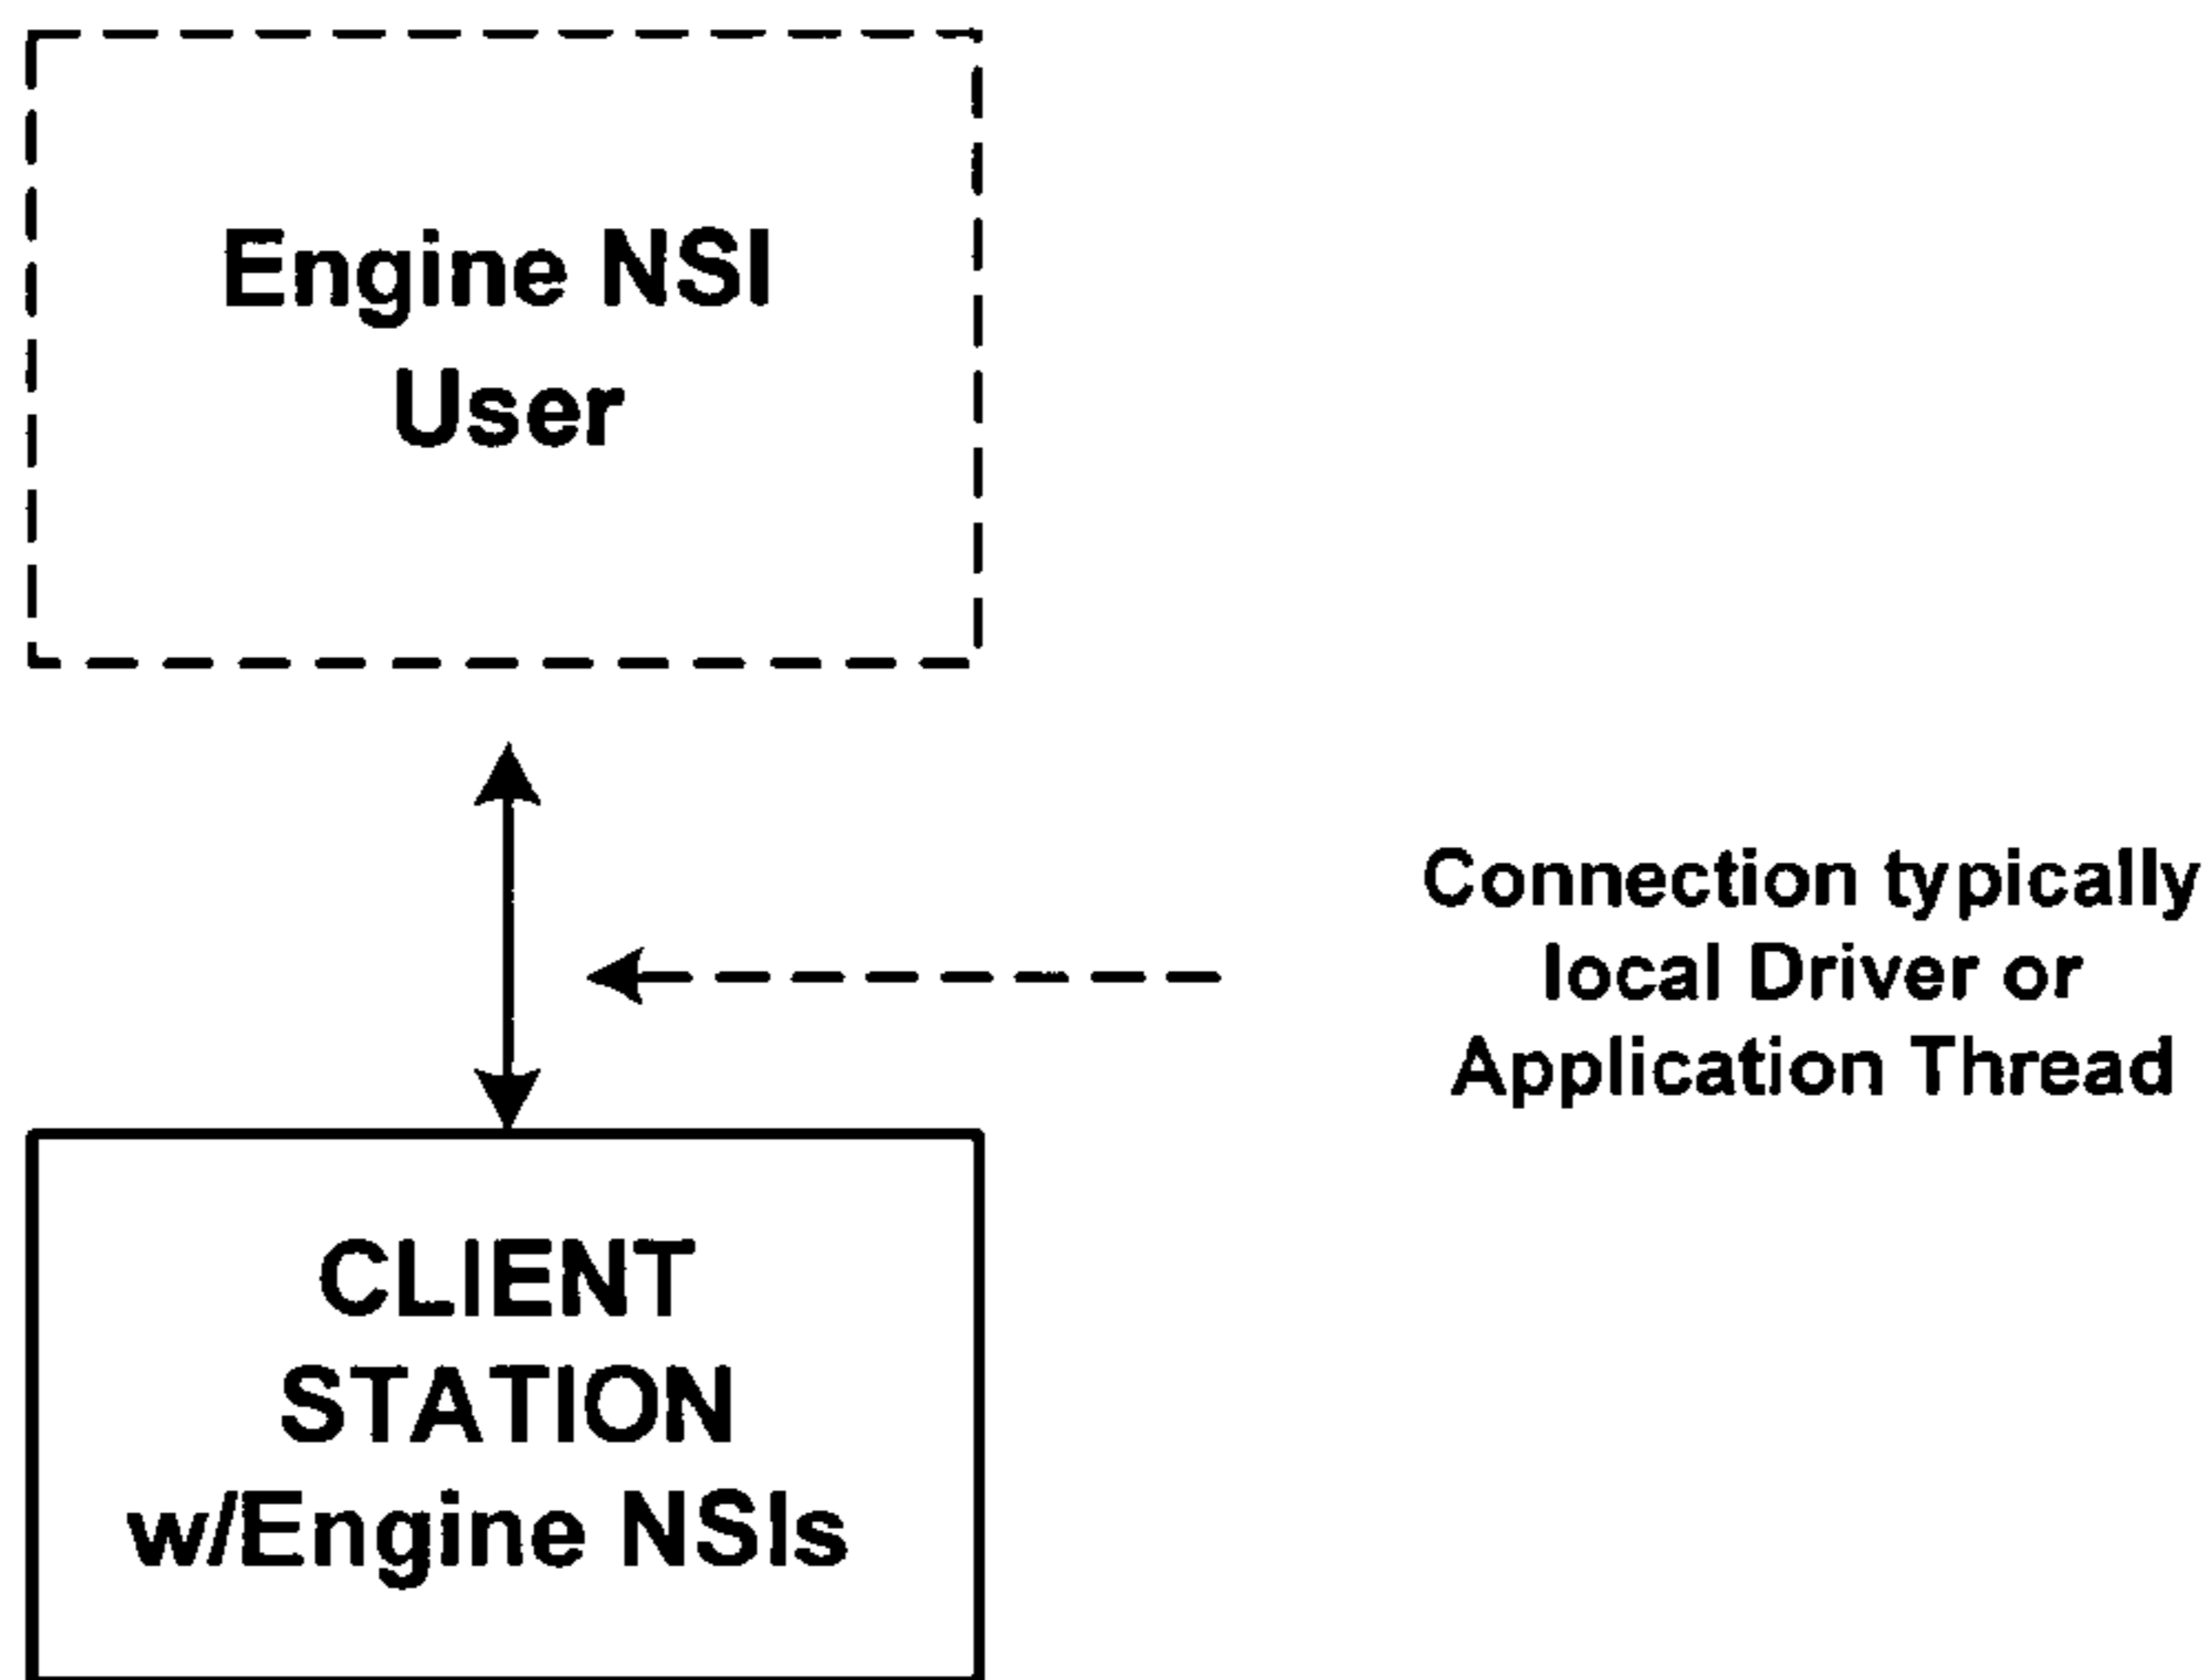 Engine NSI
User
Connection typically
local Driver or
Application Thread
CLIENT
STATION
w/Engine NSIs